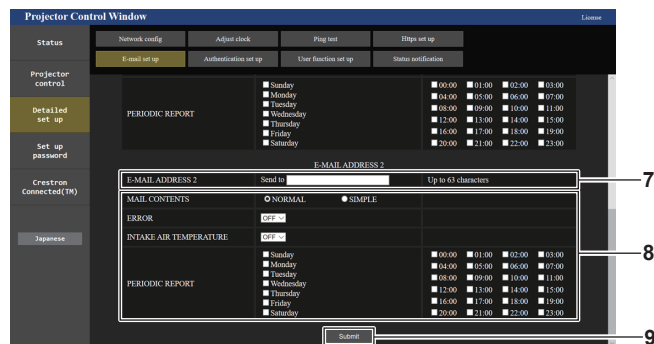 Projector Control Window
License
Status
Projector
control
Detailed
set up
Set up
password
Crestron
Connected(TM)
Japanese
Network config
Adjust clock
Ping test
Https set up
E-mail set up
Authentication set up
User function set up
Status notification
PERIODIC REPORT
Sunday
Monday
Tuesday
Wednesday
Thursday
Friday
Saturday
00:00 01:00 02:00 03:00
04:00 05:00 06:00 07:00
08:00 09:00 10:00 11:00
12:00 13:00 14:00 15:00
16:00 17:00 18:00 19:00
20:00 21:00 22:00 23:00
E-MAIL ADDRESS 2
E-MAIL ADDRESS 2 Send to Up to 63 characters
7
MAIL CONTENTS NORMAL SIMPLE
ERROR OFF
INTAKE AIR TEMPERATURE OFF
8
PERIODIC REPORT
Sunday
Monday
Tuesday
Wednesday
Thursday
Friday
Saturday
00:00 01:00 02:00 03:00
04:00 05:00 06:00 07:00
08:00 09:00 10:00 11:00
12:00 13:00 14:00 15:00
16:00 17:00 18:00 19:00
20:00 21:00 22:00 23:00
Submit
9